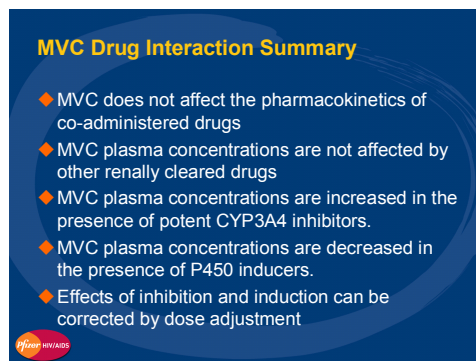 MVC Drug Interaction Summary
MVC does not affect the pharmacokinetics of
co-administered drugs
MVC plasma concentrations are not affected by
other renally cleared drugs
MVC plasma concentrations are increased in the
presence of potent CYP3A4 inhibitors.
MVC plasma concentrations are decreased in
the presence of P450 inducers.
Effects of inhibition and induction can be
corrected by dose adjustment
Pfizer HIV/AIDS